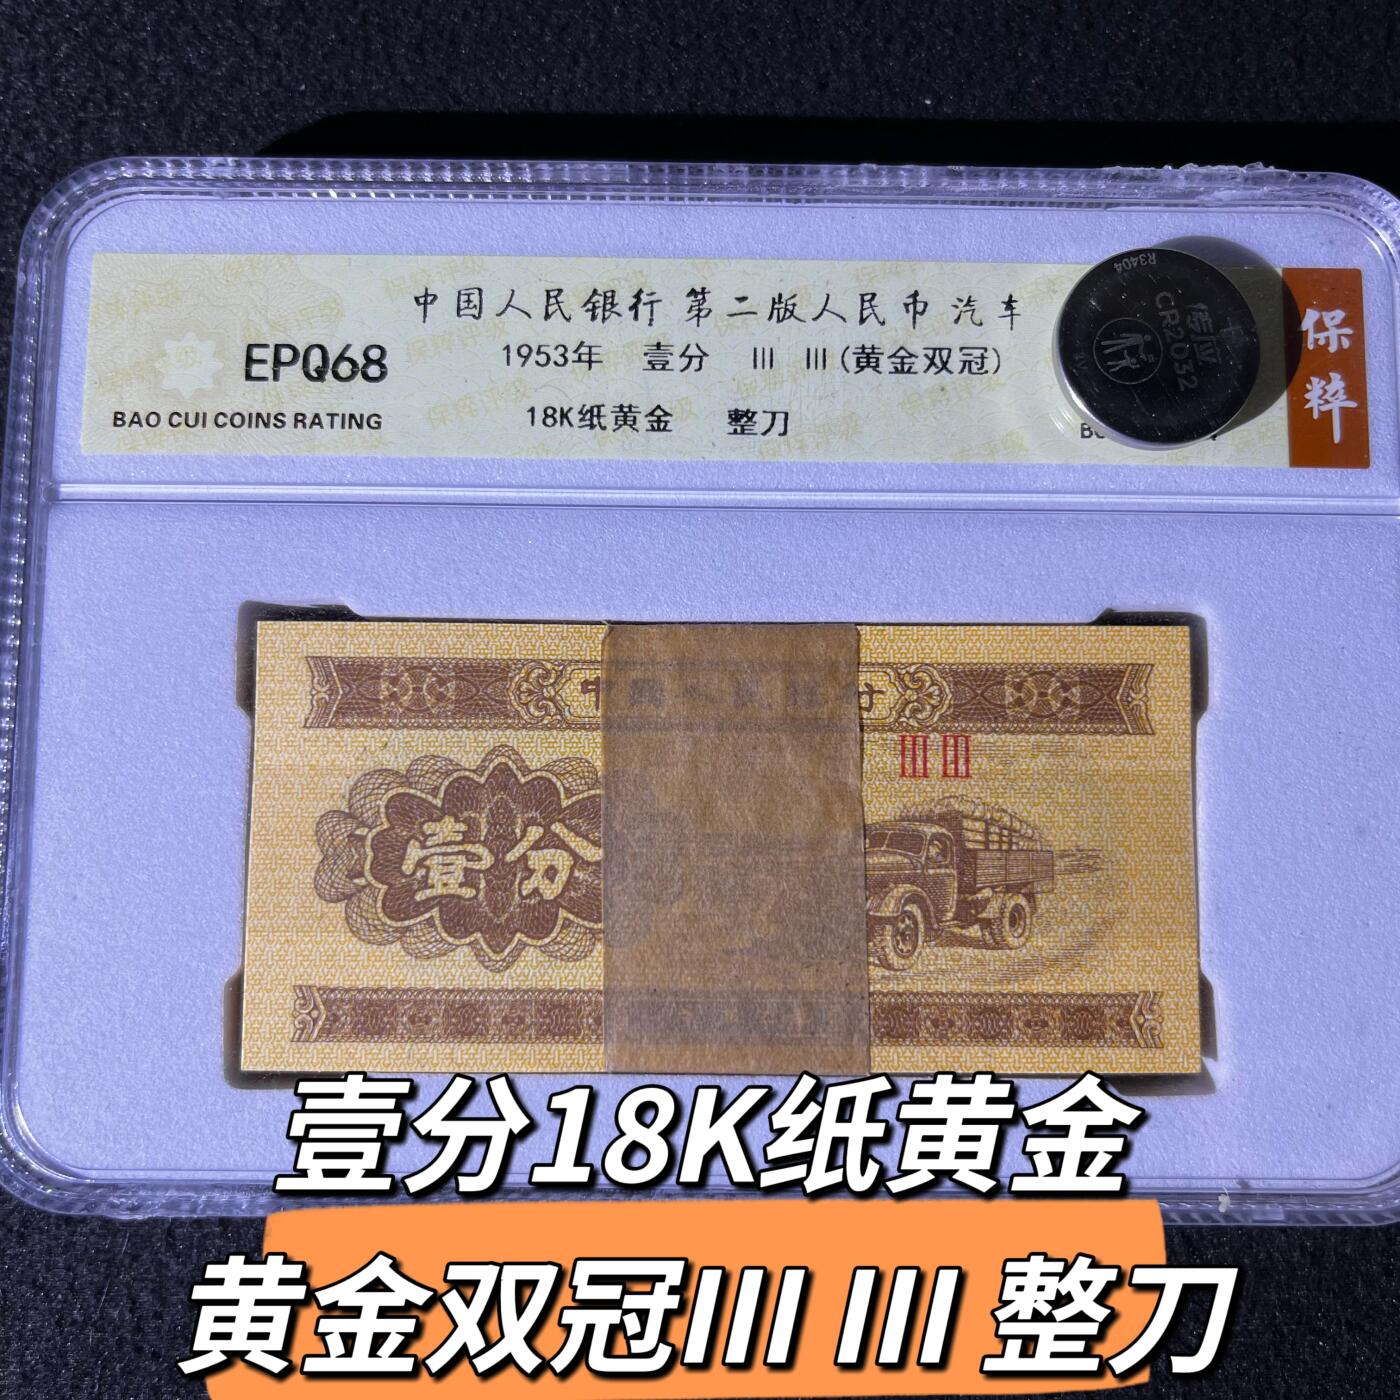 中国人民银行 第二版人民币 汽车
EPQ68
1953年 壹分 III III(黄金双冠)
BAO CUI COINS RATING
18K纸黄金 整刀
保粹
R3404
CR2032
III III
壹分
壹分18K纸黄金
黄金双冠III III 整刀